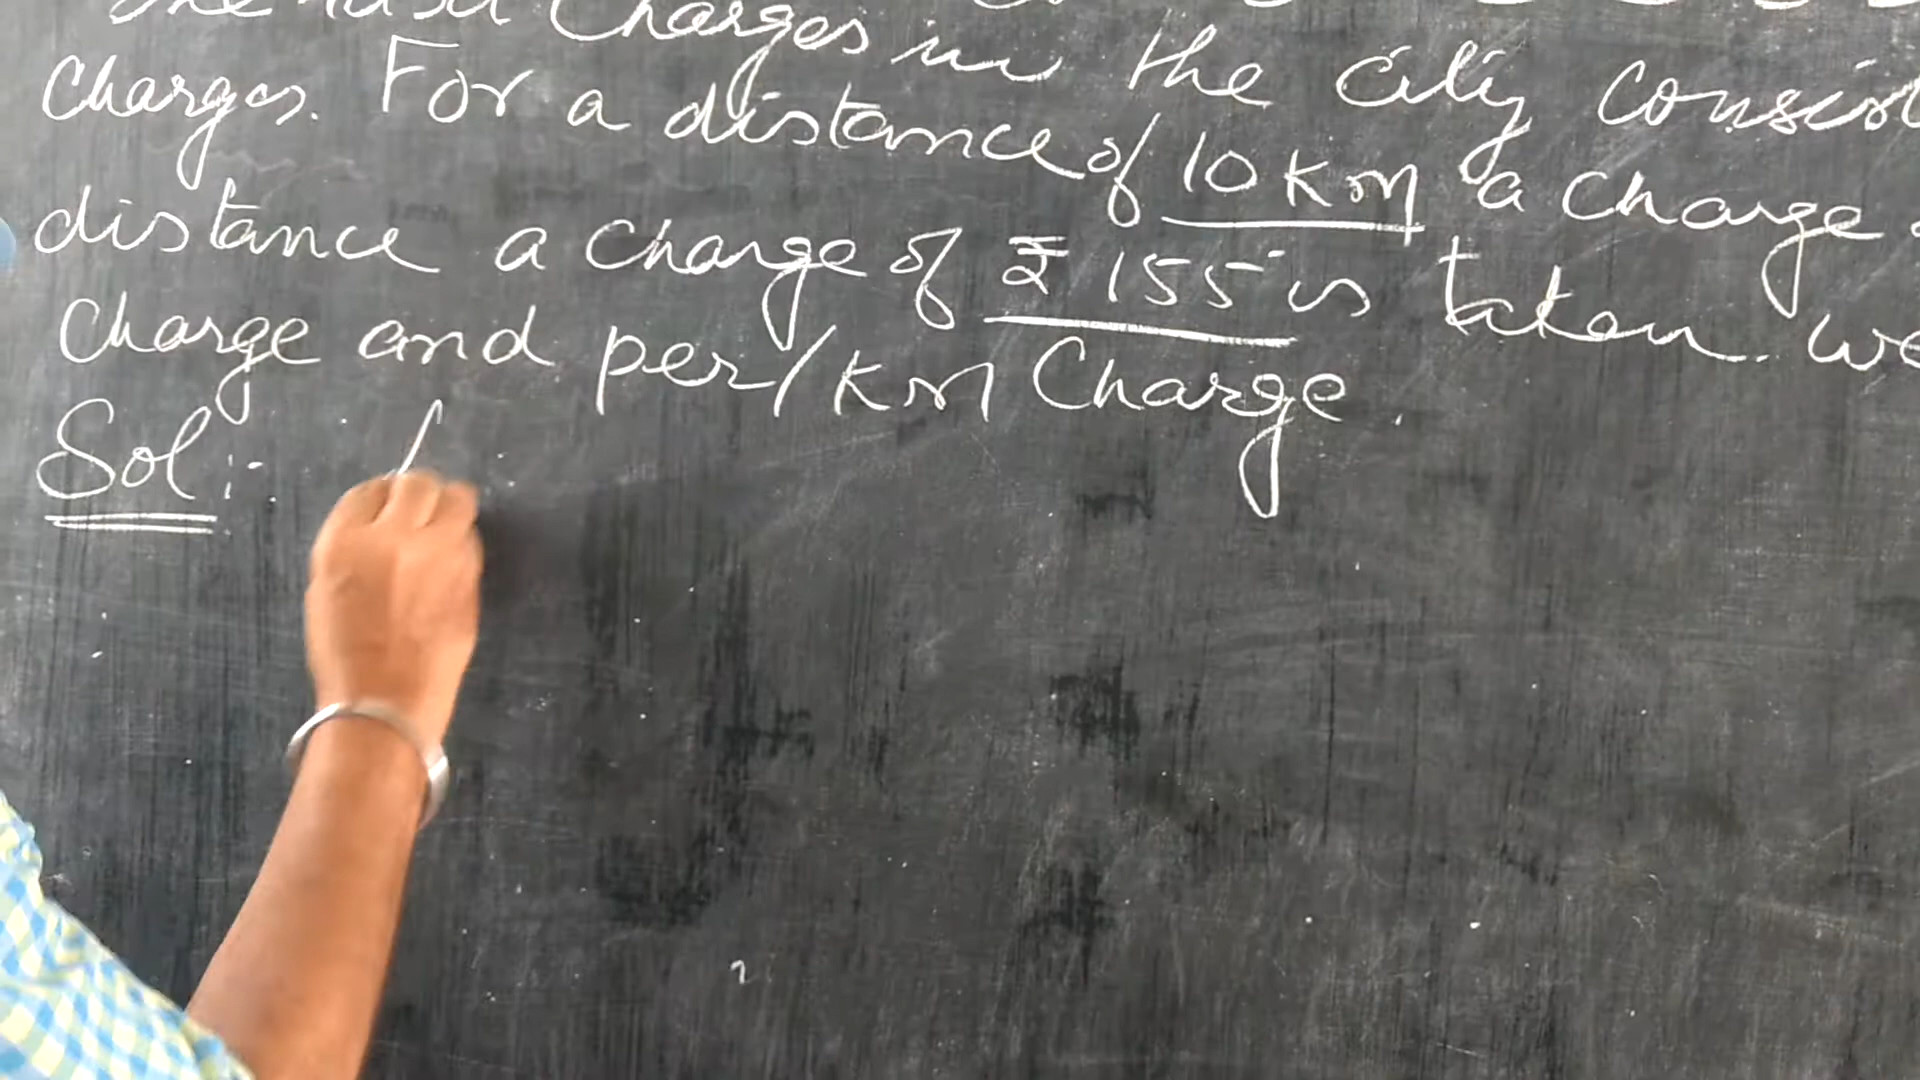 Charges in the city consist
charges. For a distance of 10 Km a charge
distance a charge of ₹ 155 is taken. We
Charge and per/km Charge.
Sol :-